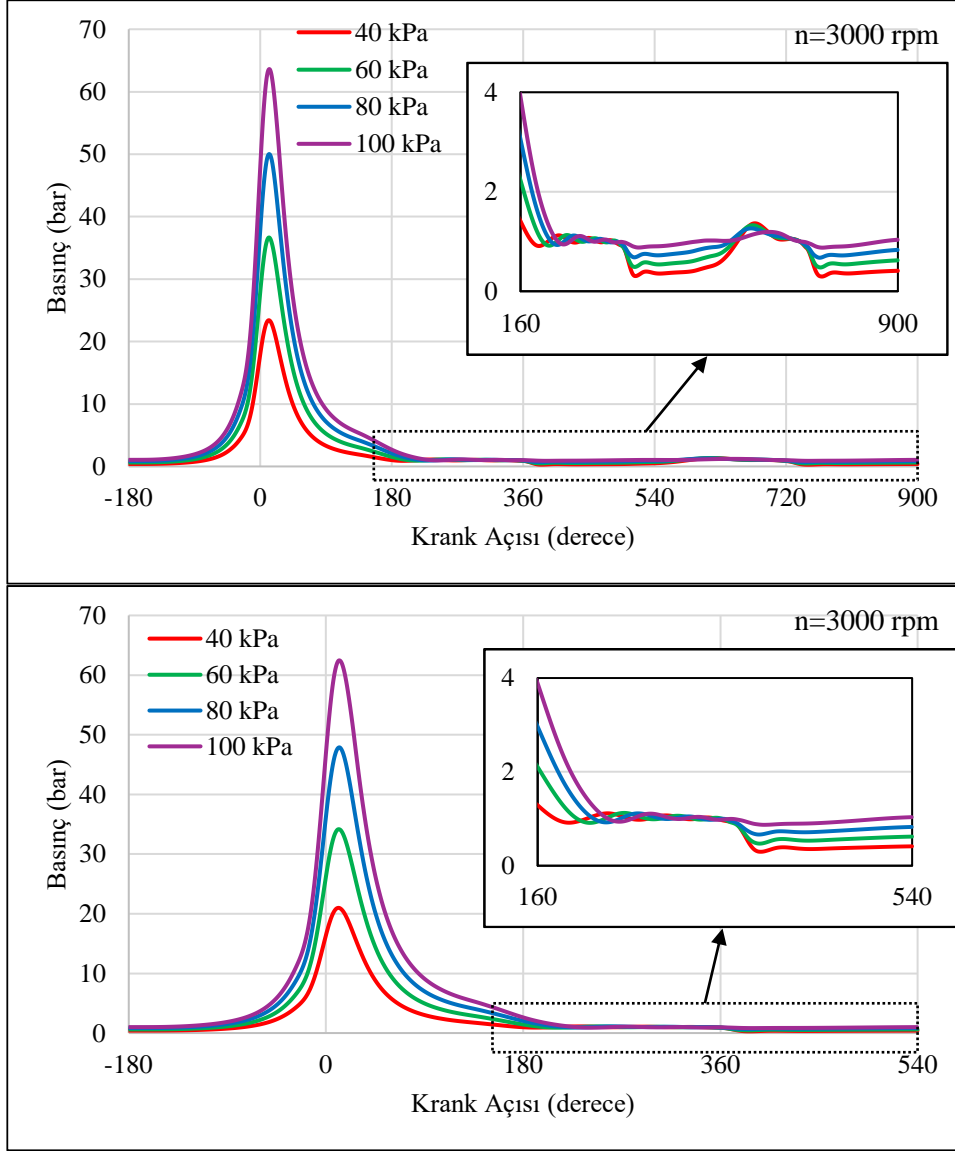 n=3000 rpm
40 kPa
60 kPa
80 kPa
100 kPa
70
60
50
40
30
20
10
0
Basınç (bar)
4
2
0
160 900
-180 0 180 360 540 720 900
Krank Açısı (derece)
n=3000 rpm
40 kPa
60 kPa
80 kPa
100 kPa
70
60
50
40
30
20
10
0
Basınç (bar)
4
2
0
160 540
-180 0 180 360 540
Krank Açısı (derece)